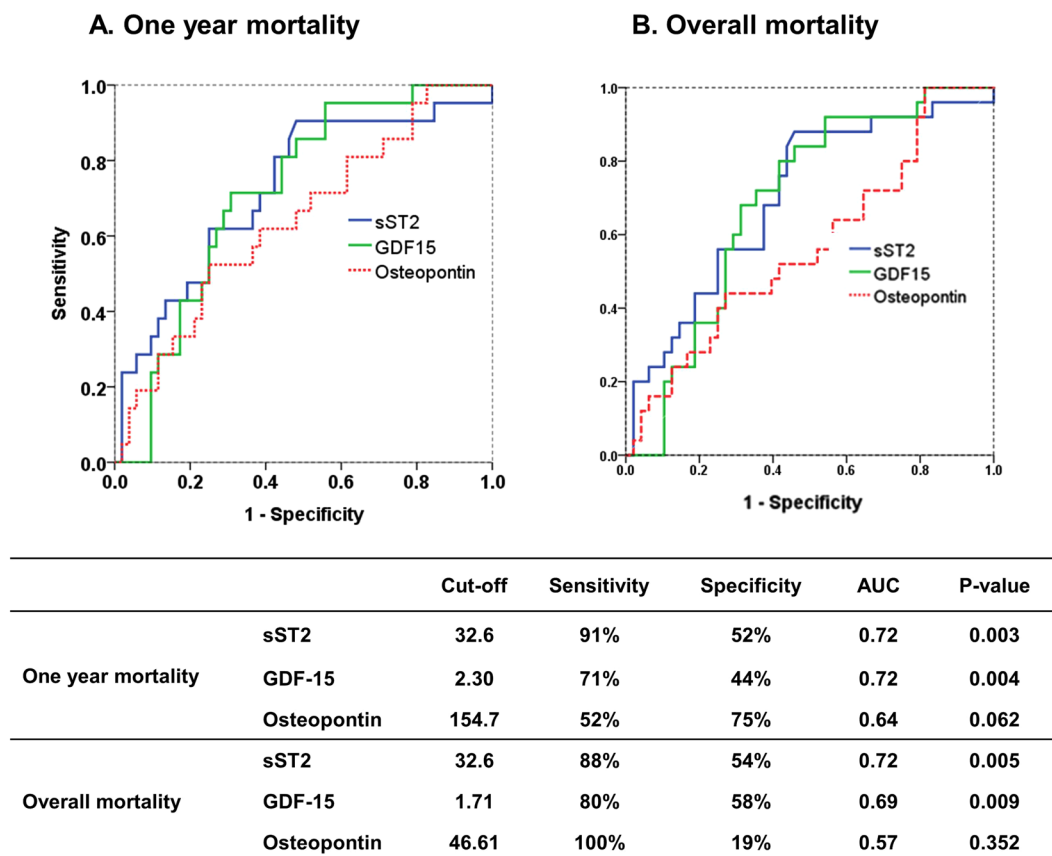 A. One year mortality
B. Overall mortality
1.0
0.8
0.6
0.4
0.2
0.0
Sensitivity
sST2
GDF15
Osteopontin
0.0 0.2 0.4 0.6 0.8 1.0
1 - Specificity
1.0
0.8
0.6
0.4
0.2
0.0
sST2
GDF15
Osteopontin
0.0 0.2 0.4 0.6 0.8 1.0
1 - Specificity
Cut-off Sensitivity Specificity AUC P-value
One year mortality
sST2 32.6 91% 52% 0.72 0.003
GDF-15 2.30 71% 44% 0.72 0.004
Osteopontin 154.7 52% 75% 0.64 0.062
Overall mortality
sST2 32.6 88% 54% 0.72 0.005
GDF-15 1.71 80% 58% 0.69 0.009
Osteopontin 46.61 100% 19% 0.57 0.352